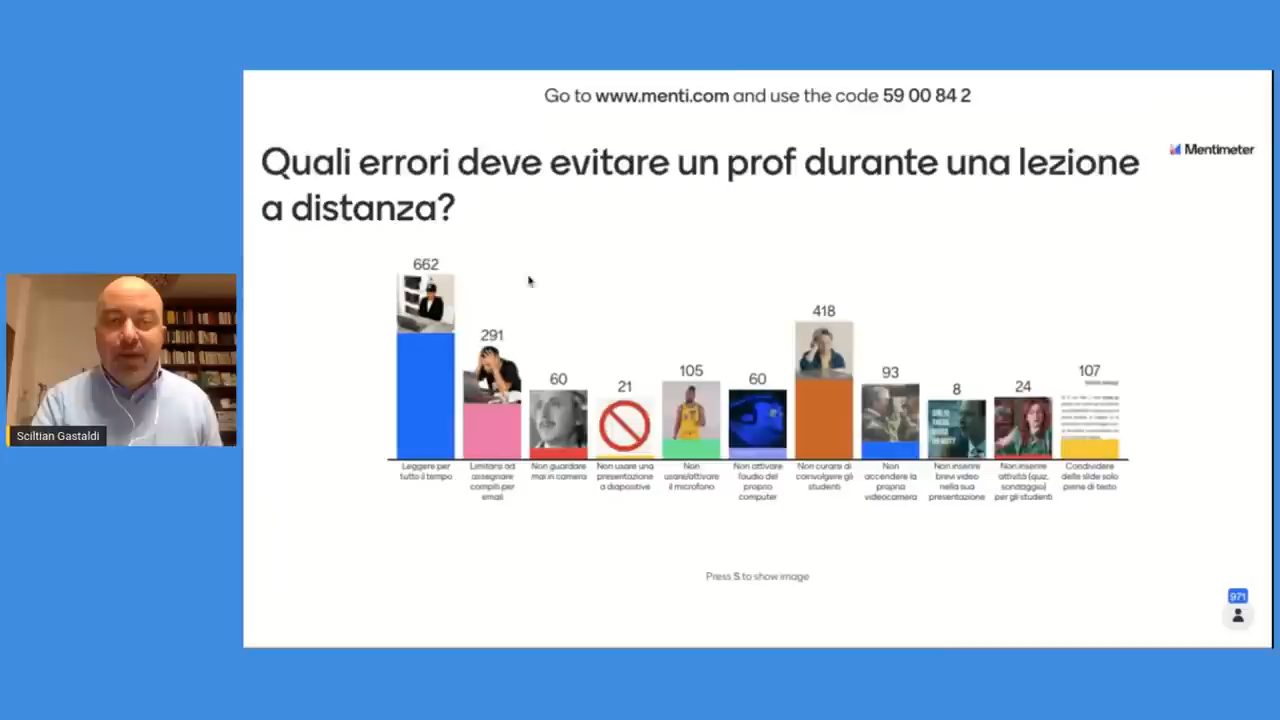 Go to www.menti.com and use the code 59 00 84 2
Mentimeter
Quali errori deve evitare un prof durante una lezione
a distanza?
662
291
60
21
105
60
418
93
8
24
107
Leggere per
tutto il tempo
Limitarsi ad
assegnare
compiti per
email
Non guardare
mai in camera
Non usare una
presentazione
a diapositive
Non
usare/attivare
il microfono
Non attivare
l'audio del
proprio
computer
Non curarsi di
coinvolgere gli
studenti
Non
accendere la
propria
videocamera
Non inserire
brevi video
nella sua
presentazione
Non inserire
attività (quiz,
sondaggio)
per gli studenti
Condividere
delle slide solo
piene di testo
Sciltian Gastaldi
Press S to show image
971